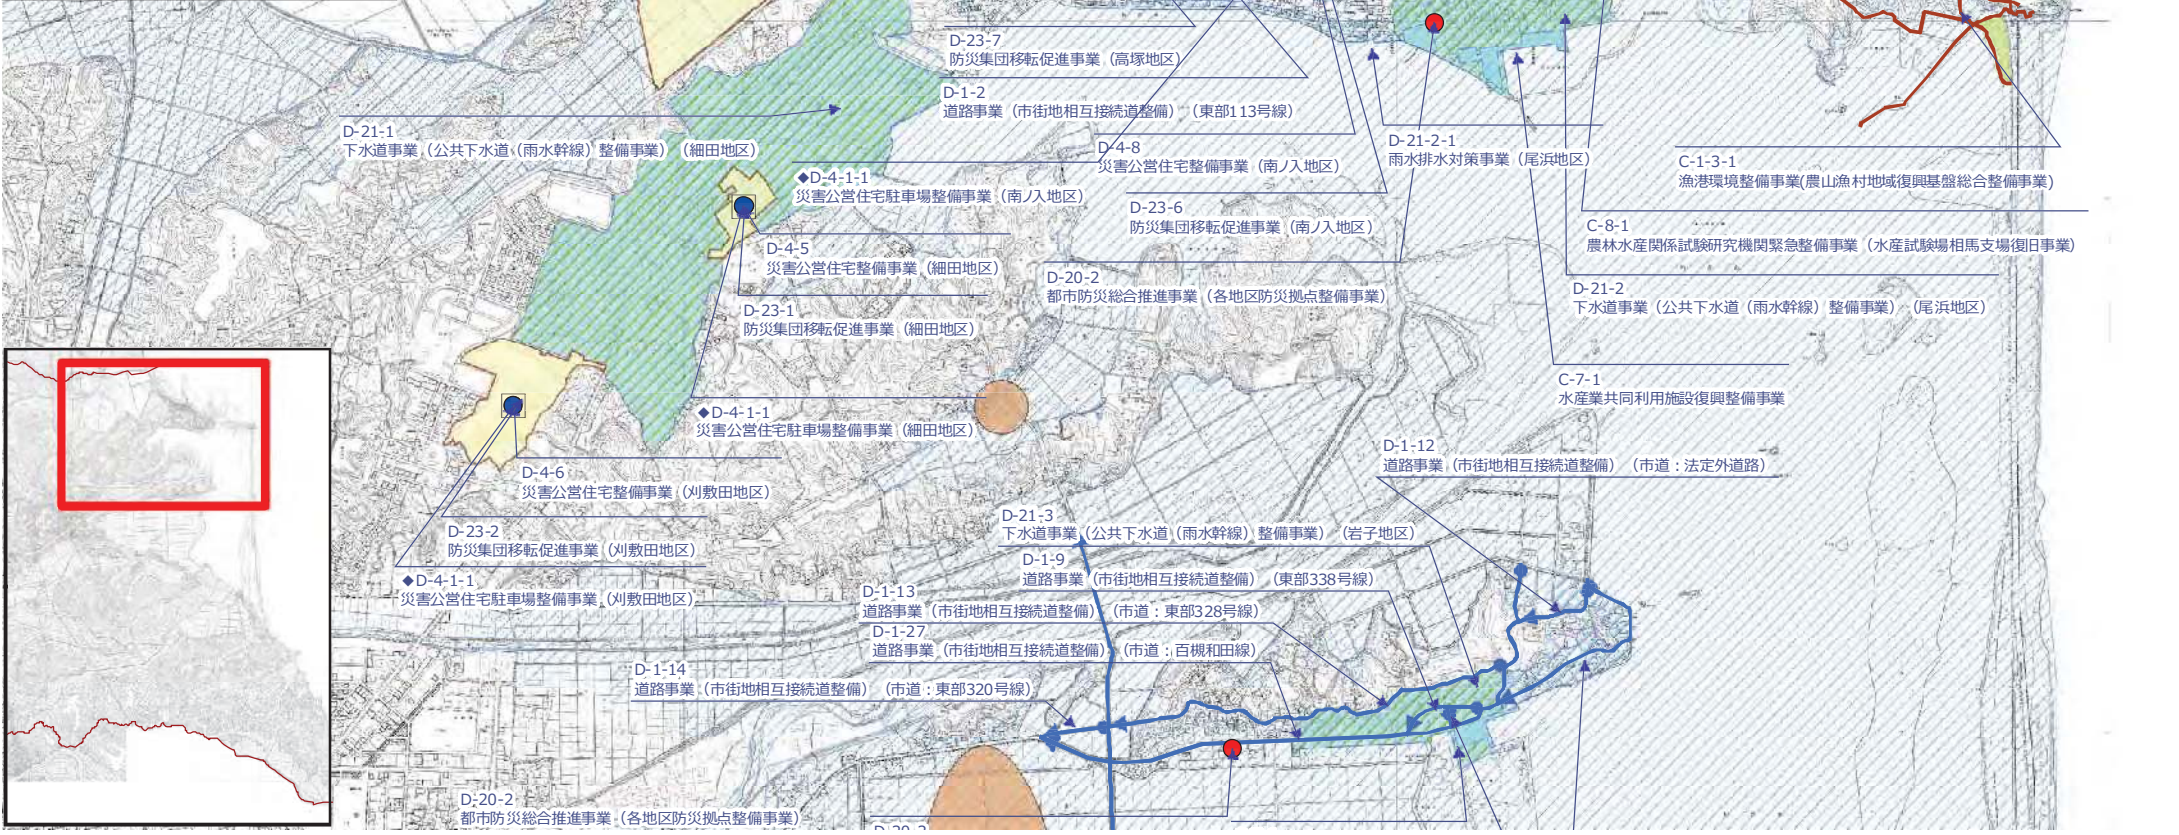 D-23-7
防災集団移転促進事業（高塚地区）
D-1-2
道路事業（市街地相互接続道整備）（東部113号線）
D-21-1
下水道事業（公共下水道（雨水幹線）整備事業）（細田地区）
D-4-8
災害公営住宅整備事業（南ノ入地区）
D-21-2-1
雨水排水対策事業（尾浜地区）
C-1-3-1
漁港環境整備事業(農山漁村地域復興基盤総合整備事業)
◆D-4-1-1
災害公営住宅駐車場整備事業（南ノ入地区）
D-23-6
防災集団移転促進事業（南ノ入地区）
C-8-1
農林水産関係試験研究機関緊急整備事業（水産試験場相馬支場復旧事業）
D-4-5
災害公営住宅整備事業（細田地区）
D-20-2
都市防災総合推進事業（各地区防災拠点整備事業）
D-21-2
下水道事業（公共下水道（雨水幹線）整備事業）（尾浜地区）
D-23-1
防災集団移転促進事業（細田地区）
C-7-1
水産業共同利用施設復興整備事業
◆D-4-1-1
災害公営住宅駐車場整備事業（細田地区）
D-1-12
道路事業（市街地相互接続道整備）（市道：法定外道路）
D-4-6
災害公営住宅整備事業（刈敷田地区）
D-21-3
下水道事業（公共下水道（雨水幹線）整備事業）（岩子地区）
D-23-2
防災集団移転促進事業（刈敷田地区）
D-1-9
道路事業（市街地相互接続道整備）（東部338号線）
◆D-4-1-1
災害公営住宅駐車場整備事業（刈敷田地区）
D-1-13
道路事業（市街地相互接続道整備）（市道：東部328号線）
D-1-27
道路事業（市街地相互接続道整備）（市道：百槻和田線）
D-1-14
道路事業（市街地相互接続道整備）（市道：東部320号線）
D-20-2
都市防災総合推進事業（各地区防災拠点整備事業）
D-20-2